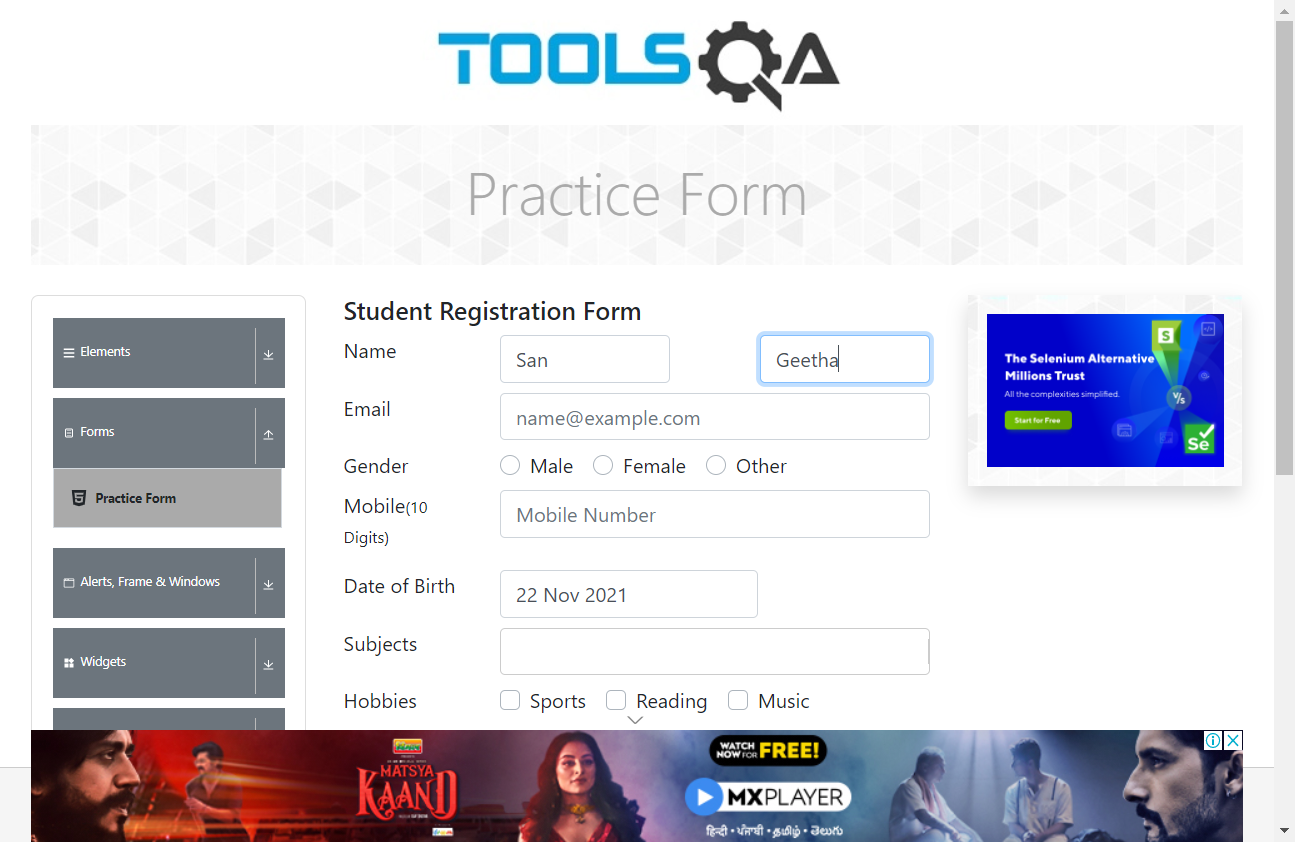 TOOLSQA
Practice Form
Elements
Forms
Practice Form
Alerts, Frame & Windows
Widgets
Student Registration Form
Name
San
Geetha
Email
name@example.com
Gender
Male
Female
Other
Mobile(10
Digits)
Mobile Number
Date of Birth
22 Nov 2021
Subjects
Hobbies
Sports
Reading
Music
The Selenium Alternative
Millions Trust
All the complexities simplified.
Start for Free
S
V/s
Se
MATSYA
KAAND
WATCH
NOW FOR FREE!
MXPLAYER
हिन्दी • ਪੰਜਾਬੀ • தமிழ் • తెలుగు